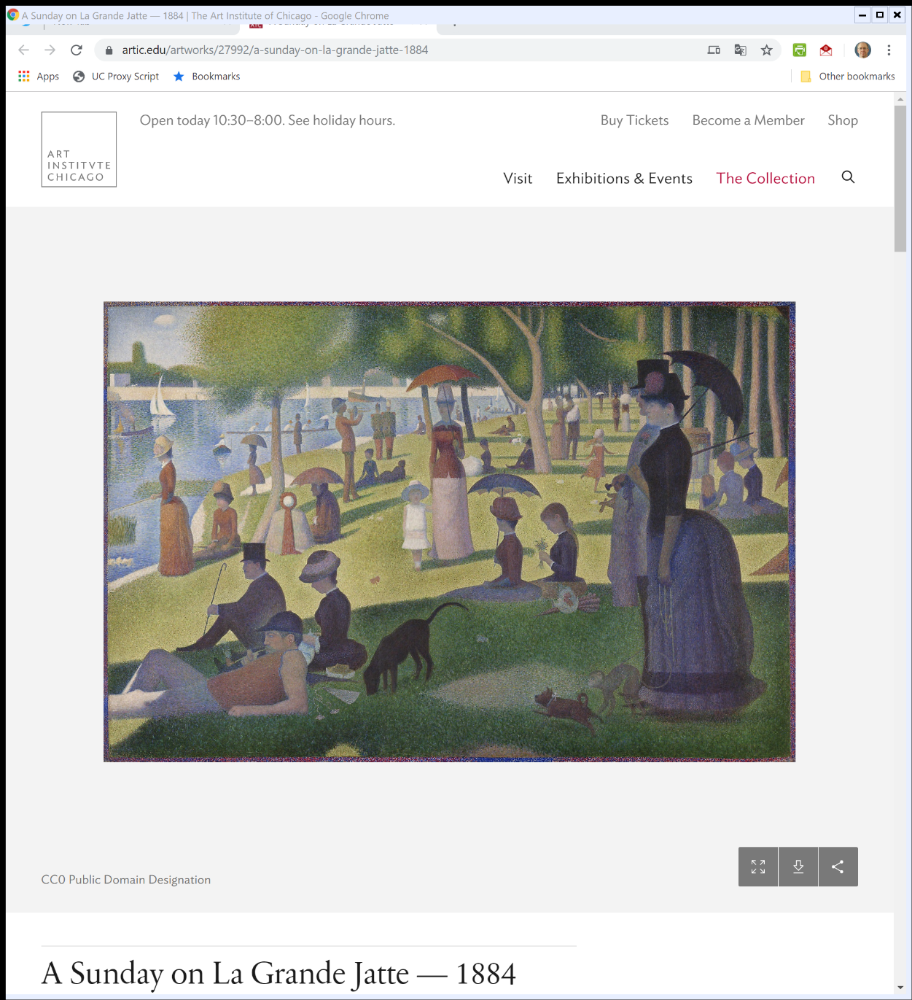 A Sunday on La Grande Jatte — 1884 | The Art Institute of Chicago - Google Chrome
artic.edu/artworks/27992/a-sunday-on-la-grande-jatte-1884
Apps UC Proxy Script Bookmarks Other bookmarks
Open today 10:30–8:00. See holiday hours. Buy Tickets Become a Member Shop
ART
INSTITVTE
CHICAGO
Visit Exhibitions & Events The Collection
CC0 Public Domain Designation
A Sunday on La Grande Jatte — 1884